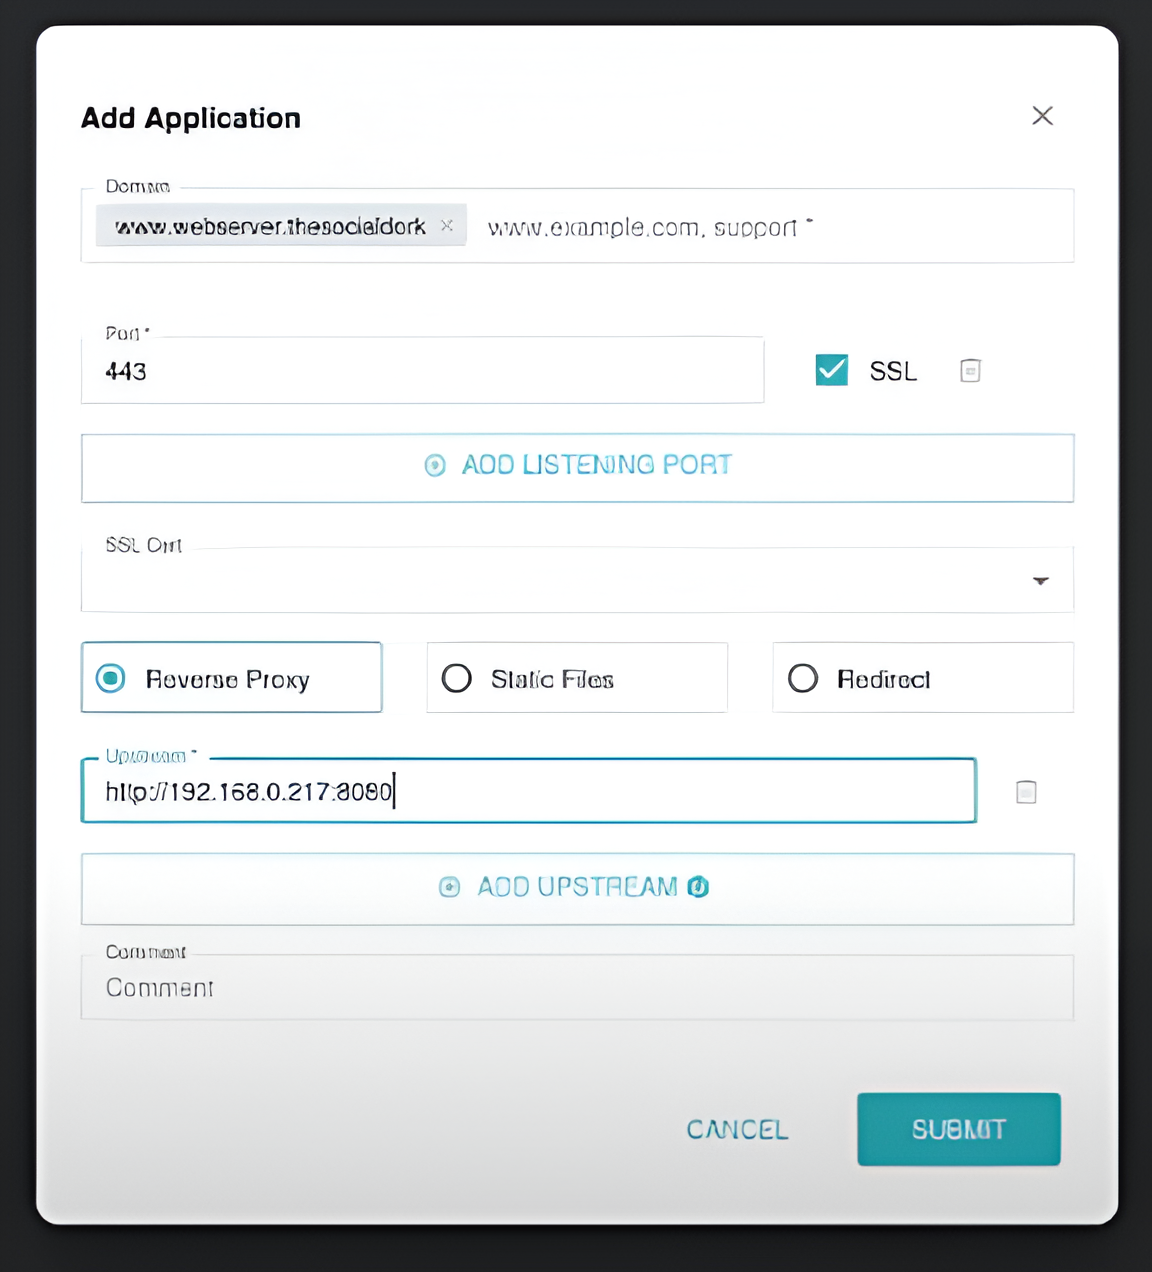 Add Application
Domain
www.webserver.thesocialdork × www.example.com, support *
Port *
443
SSL
ADD LISTENING PORT
SSL Cert
Reverse Proxy
Static Files
Redirect
Upstream *
http://192.168.0.217:8080
ADD UPSTREAM
Comment
Comment
CANCEL
SUBMIT